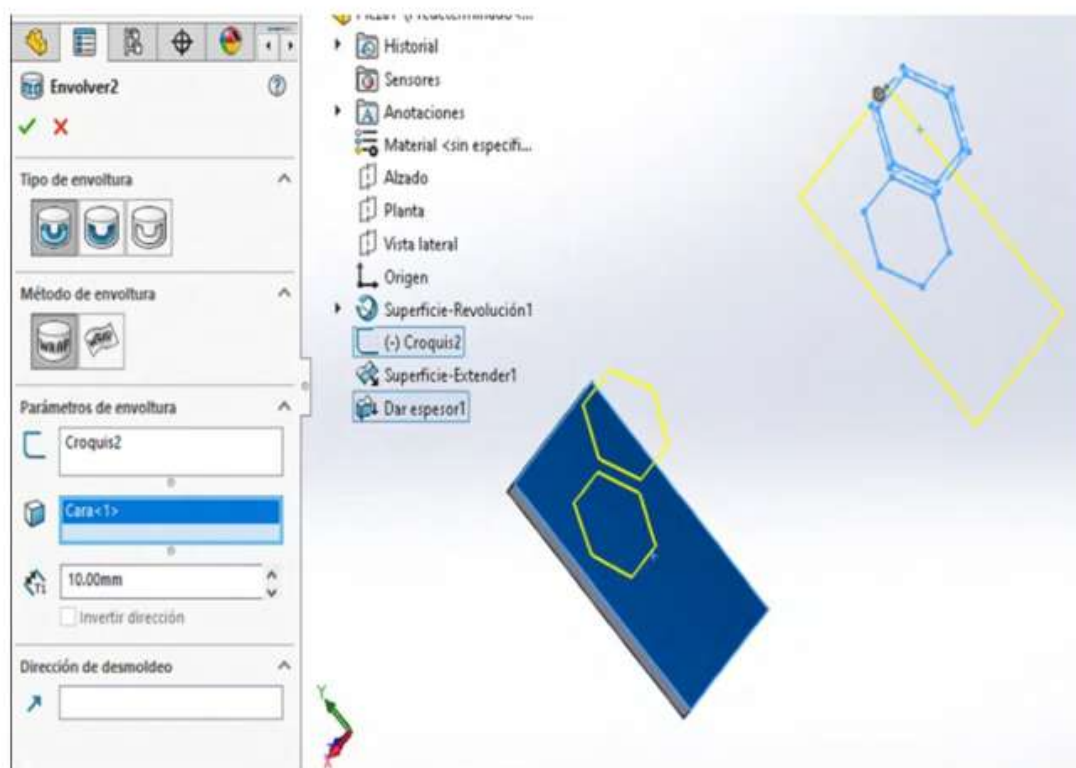 Envolver2
Tipo de envoltura
Método de envoltura
Parámetros de envoltura
Croquis2
Cara<1>
10.00mm
Invertir dirección
Dirección de desmoldeo
Historial
Sensores
Anotaciones
Material <sin especifi...
Alzado
Planta
Vista lateral
Origen
Superficie-Revolución1
(-) Croquis2
Superficie-Extender1
Dar espesor1
Y
X